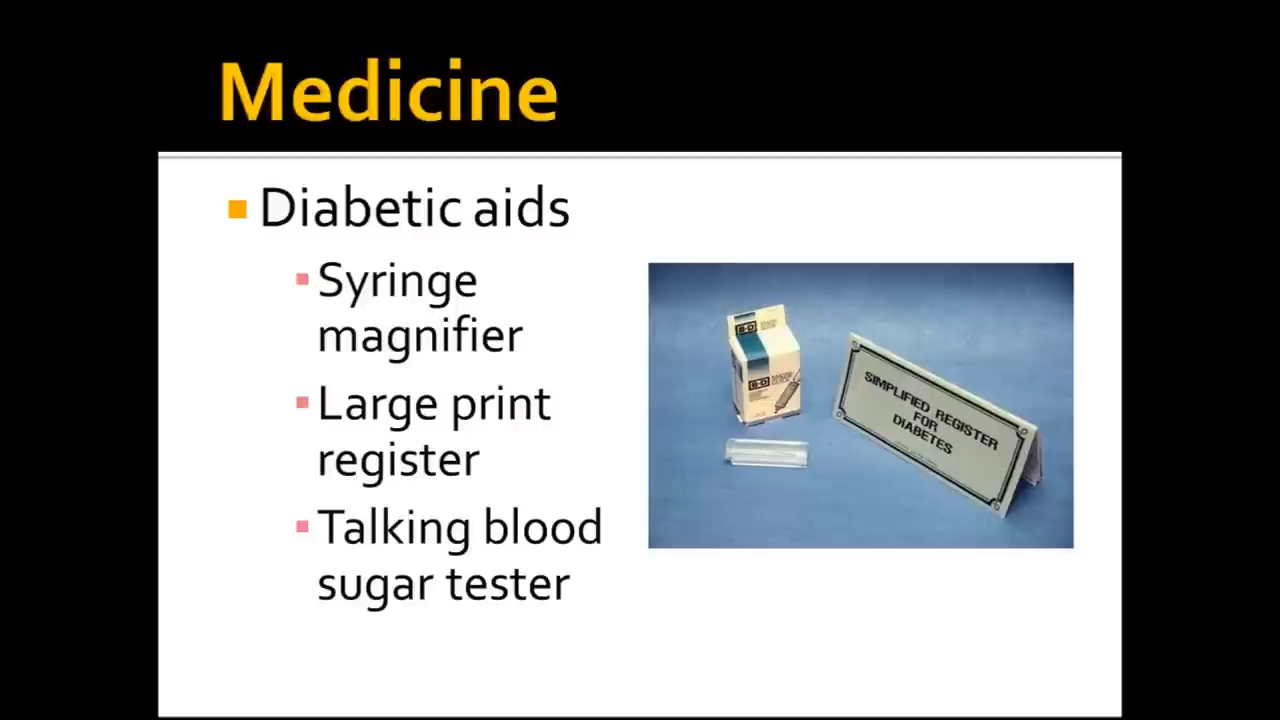 Medicine
Diabetic aids
Syringe
magnifier
Large print
register
Talking blood
sugar tester
B-D
B-D
SIMPLIFIED REGISTER
FOR
DIABETES